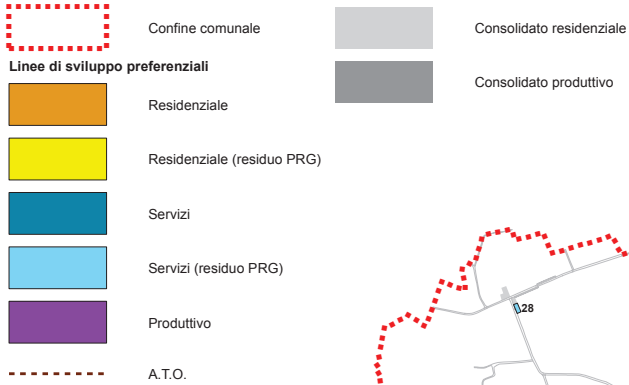 Confine comunale
Linee di sviluppo preferenziali
Residenziale
Residenziale (residuo PRG)
Servizi
Servizi (residuo PRG)
Produttivo
A.T.O.
Consolidato residenziale
Consolidato produttivo
28